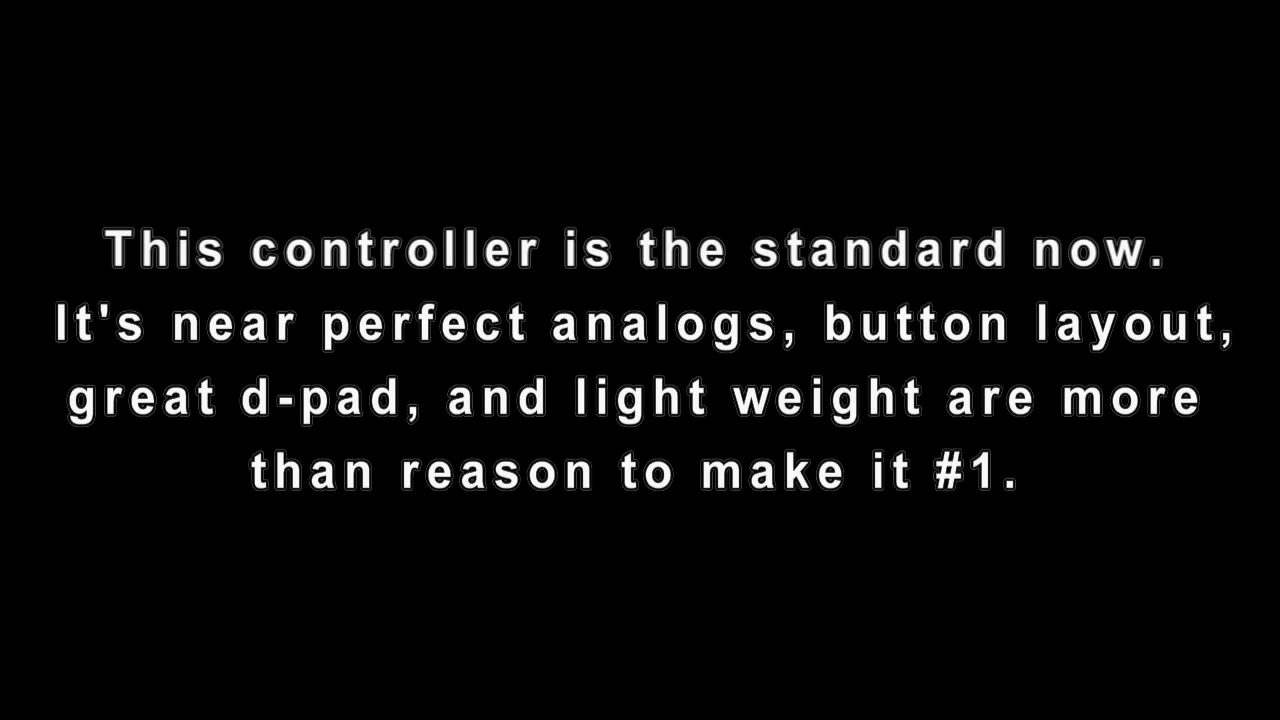 This controller is the standard now.
It's near perfect analogs, button layout,
great d-pad, and light weight are more
than reason to make it #1.